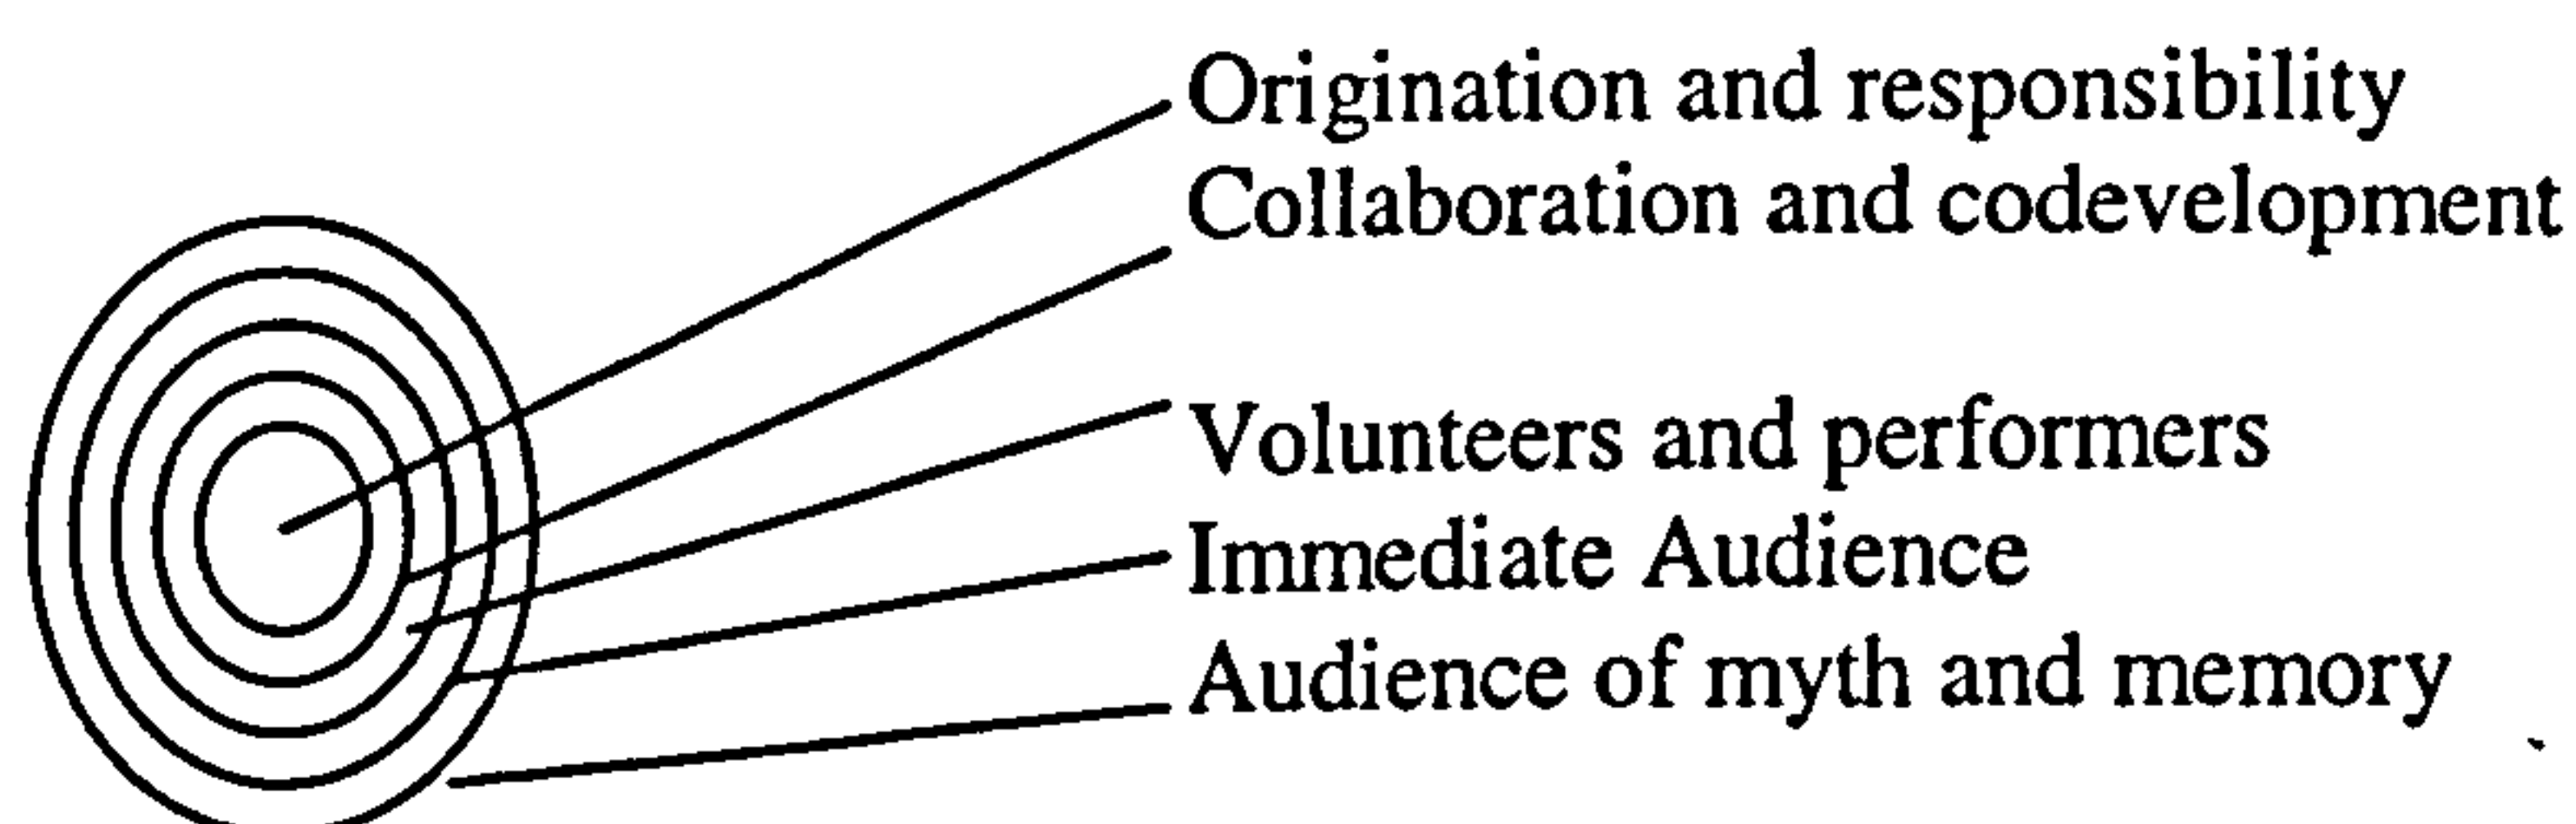 Origination and responsibility
Collaboration and codevelopment
Volunteers and performers
Immediate Audience
Audience of myth and memory